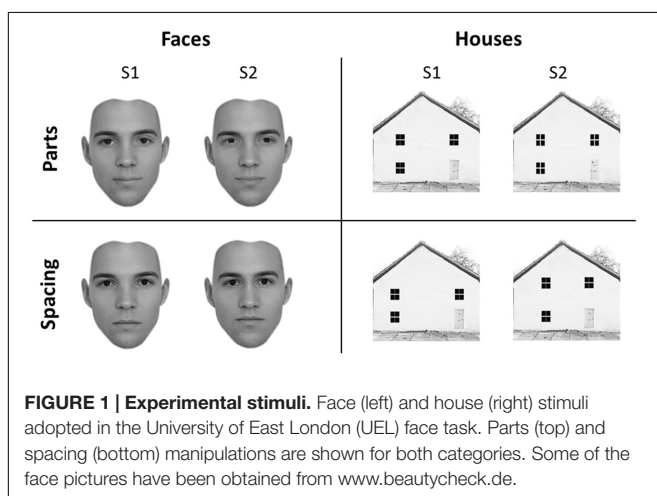 Faces Houses
S1 S2 S1 S2
Parts
Spacing
FIGURE 1 | Experimental stimuli. Face (left) and house (right) stimuli
adopted in the University of East London (UEL) face task. Parts (top) and
spacing (bottom) manipulations are shown for both categories. Some of the
face pictures have been obtained from www.beautycheck.de.